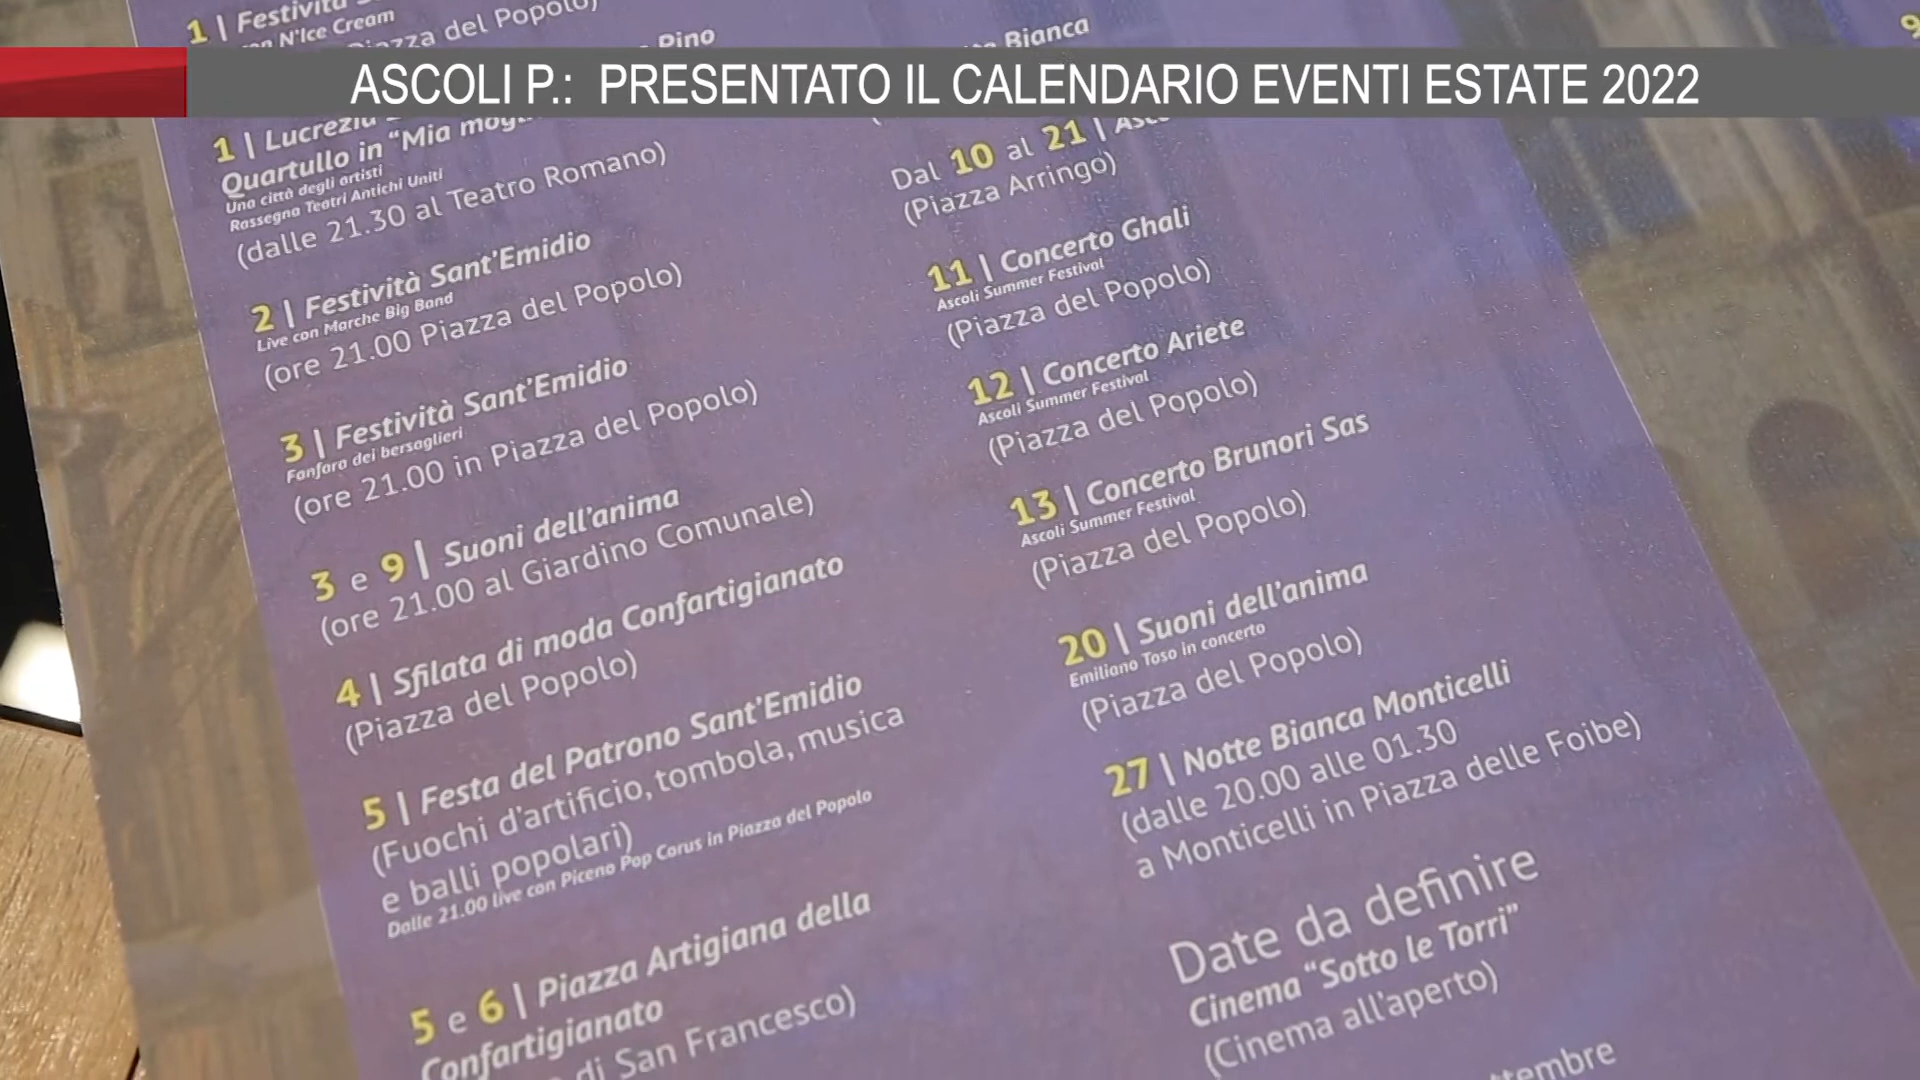 ASCOLI P.: PRESENTATO IL CALENDARIO EVENTI ESTATE 2022
1 | Festività
N'Ice Cream
Piazza del Popolo)
Pino
1 | Lucrezia
Quartullo in "Mia
Una città degli artisti
Rassegna Teatri Antichi Uniti
(dalle 21.30 al Teatro Romano)
2 | Festività Sant'Emidio
Live con Marche Big Band
(ore 21.00 Piazza del Popolo)
3 | Festività Sant'Emidio
Fanfara dei bersaglieri
(ore 21.00 in Piazza del Popolo)
3 e 9 | Suoni dell'anima
(ore 21.00 al Giardino Comunale)
4 | Sfilata di moda Confartigianato
(Piazza del Popolo)
5 | Festa del Patrono Sant'Emidio
(Fuochi d'artificio, tombola, musica
e balli popolari)
Dalle 21.00 live con Piceno Pop Corus in Piazza del Popolo
5 e 6 | Piazza Artigiana della
Confartigianato
di San Francesco)
Bianca
Dal 10 al 21 |
(Piazza Arringo)
11 | Concerto Ghali
Ascoli Summer Festival
(Piazza del Popolo)
12 | Concerto Ariete
Ascoli Summer Festival
(Piazza del Popolo)
13 | Concerto Brunori Sas
Ascoli Summer Festival
(Piazza del Popolo)
20 | Suoni dell'anima
Emiliano Toso in concerto
(Piazza del Popolo)
27 | Notte Bianca Monticelli
(dalle 20.00 alle 01.30
a Monticelli in Piazza delle Foibe)
Date da definire
Cinema "Sotto le Torri"
(Cinema all'aperto)
9